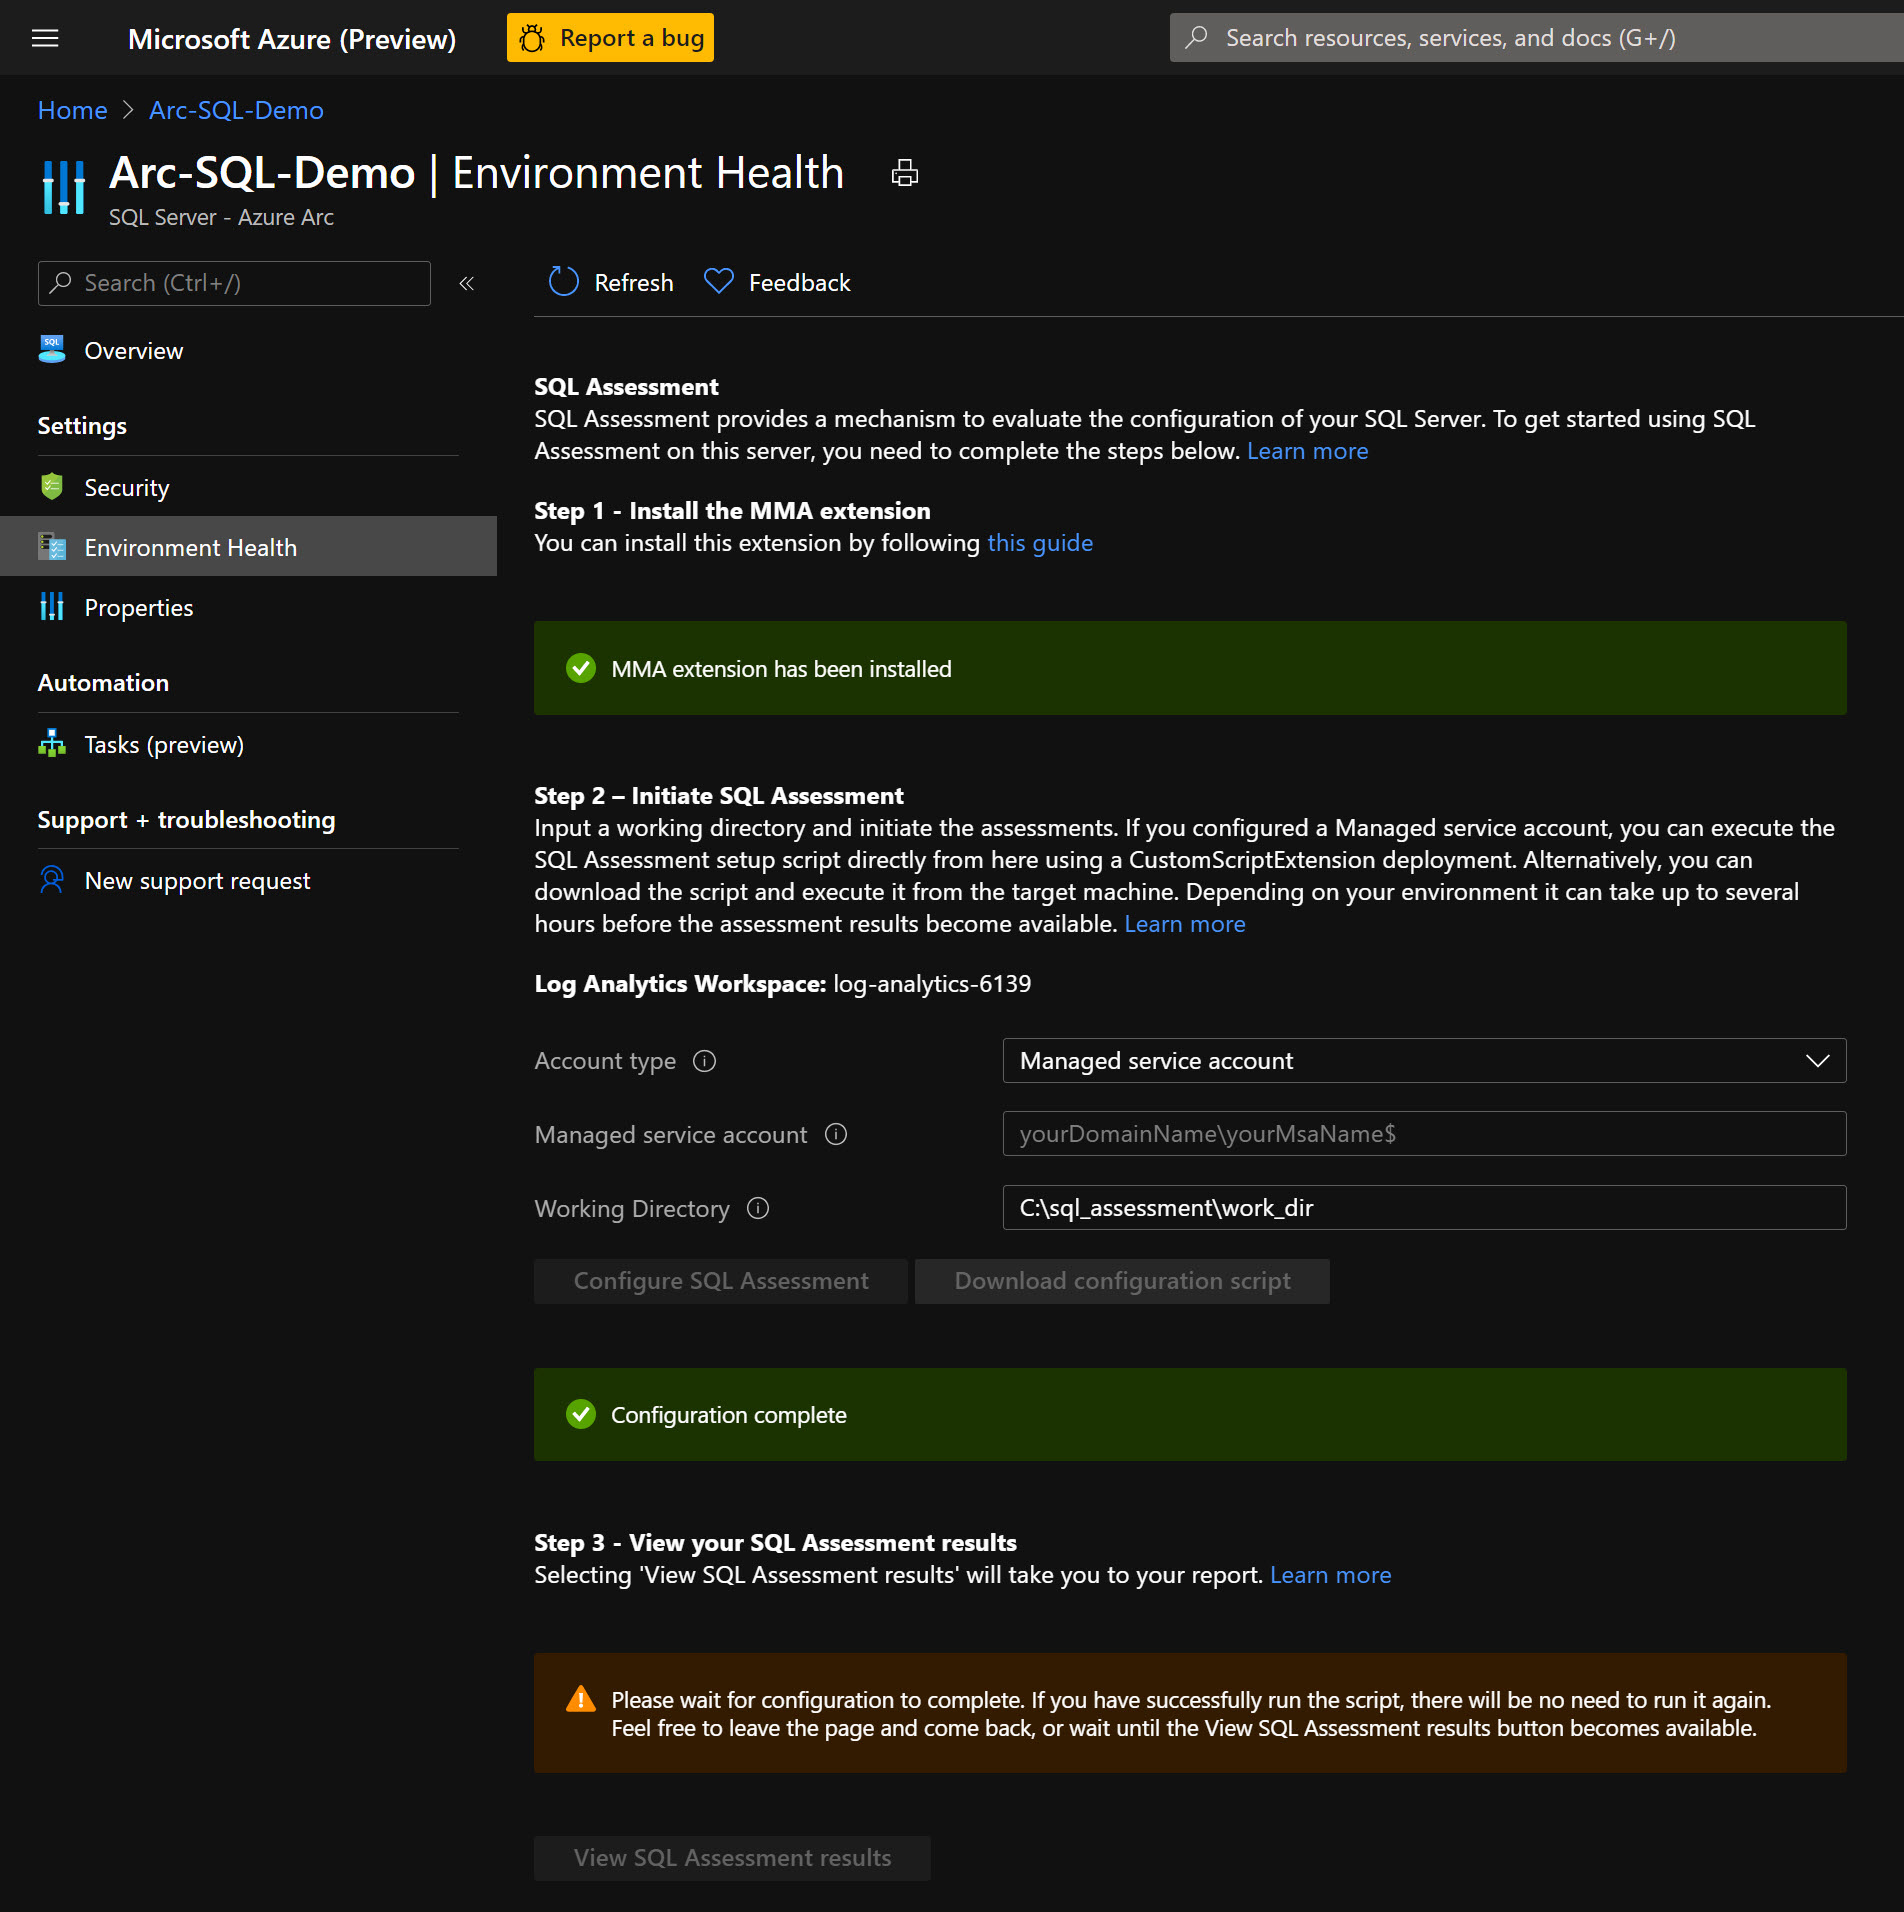 Microsoft Azure (Preview)
Report a bug
Search resources, services, and docs (G+/)
Home > Arc-SQL-Demo
Arc-SQL-Demo | Environment Health
SQL Server - Azure Arc
Search (Ctrl+/)
«
Refresh
Feedback
SQL
Overview
Settings
Security
Environment Health
Properties
Automation
Tasks (preview)
Support + troubleshooting
New support request
SQL Assessment
SQL Assessment provides a mechanism to evaluate the configuration of your SQL Server. To get started using SQL
Assessment on this server, you need to complete the steps below. Learn more
Step 1 - Install the MMA extension
You can install this extension by following this guide
MMA extension has been installed
Step 2 – Initiate SQL Assessment
Input a working directory and initiate the assessments. If you configured a Managed service account, you can execute the
SQL Assessment setup script directly from here using a CustomScriptExtension deployment. Alternatively, you can
download the script and execute it from the target machine. Depending on your environment it can take up to several
hours before the assessment results become available. Learn more
Log Analytics Workspace: log-analytics-6139
Account type
Managed service account
Managed service account
yourDomainName\yourMsaName$
Working Directory
C:\sql_assessment\work_dir
Configure SQL Assessment
Download configuration script
Configuration complete
Step 3 - View your SQL Assessment results
Selecting 'View SQL Assessment results' will take you to your report. Learn more
Please wait for configuration to complete. If you have successfully run the script, there will be no need to run it again.
Feel free to leave the page and come back, or wait until the View SQL Assessment results button becomes available.
View SQL Assessment results